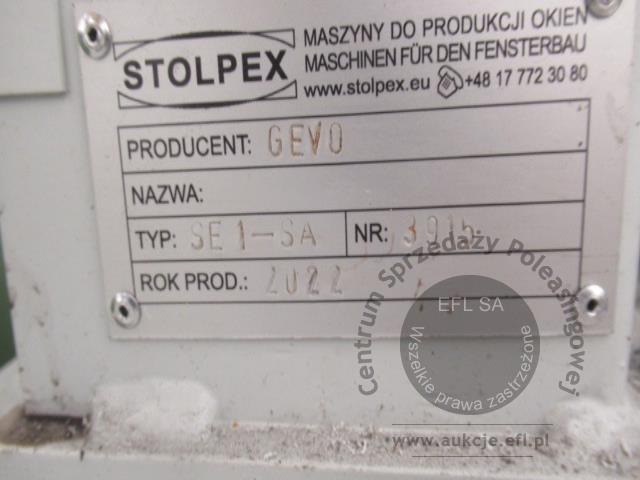 STOLPEX
MASZYNY DO PRODUKCJI OKIEN
MASCHINEN FÜR DEN FENSTERBAU
www.stolpex.eu +48 17 772 30 80
PRODUCENT: GEVO
NAZWA:
TYP: SE 1-SA NR: 3915
ROK PROD.: 2022
Centrum Sprzedaży Poleasingowej
EFL SA
Wszelkie prawa zastrzeżone
www.aukcje.efl.pl